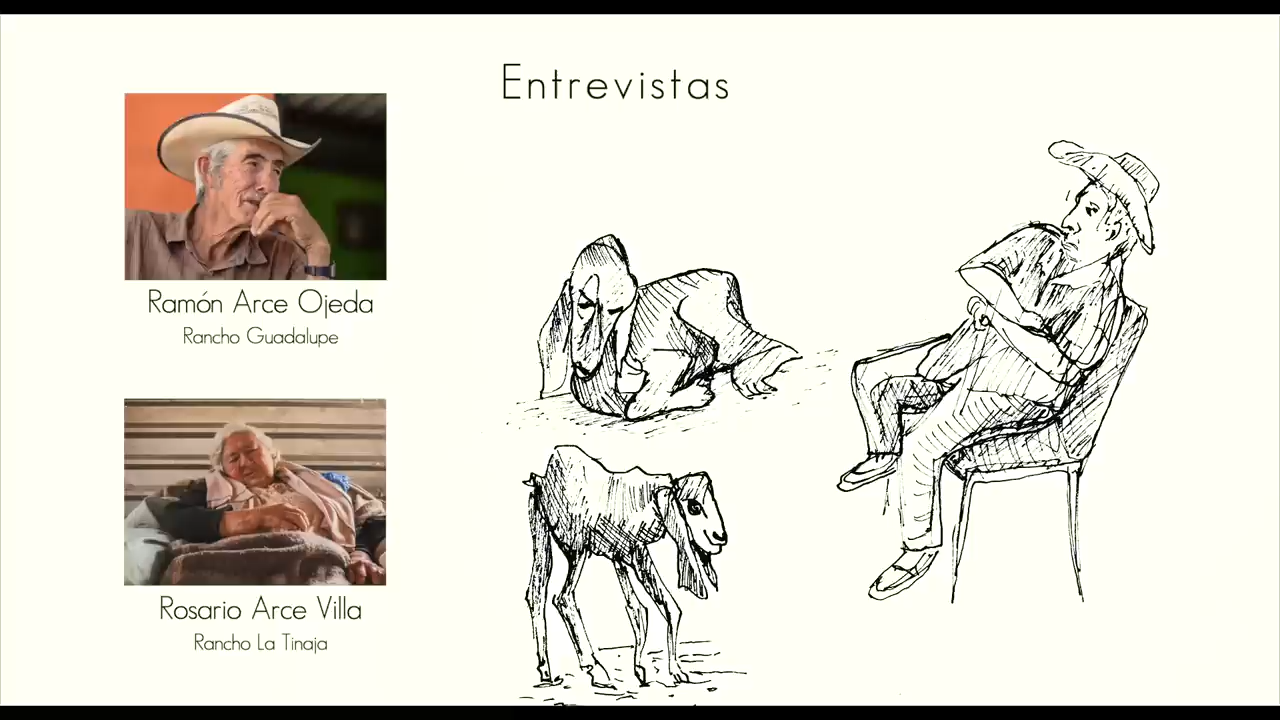 Entrevistas
Ramón Arce Ojeda
Rancho Guadalupe
Rosario Arce Villa
Rancho La Tinaja